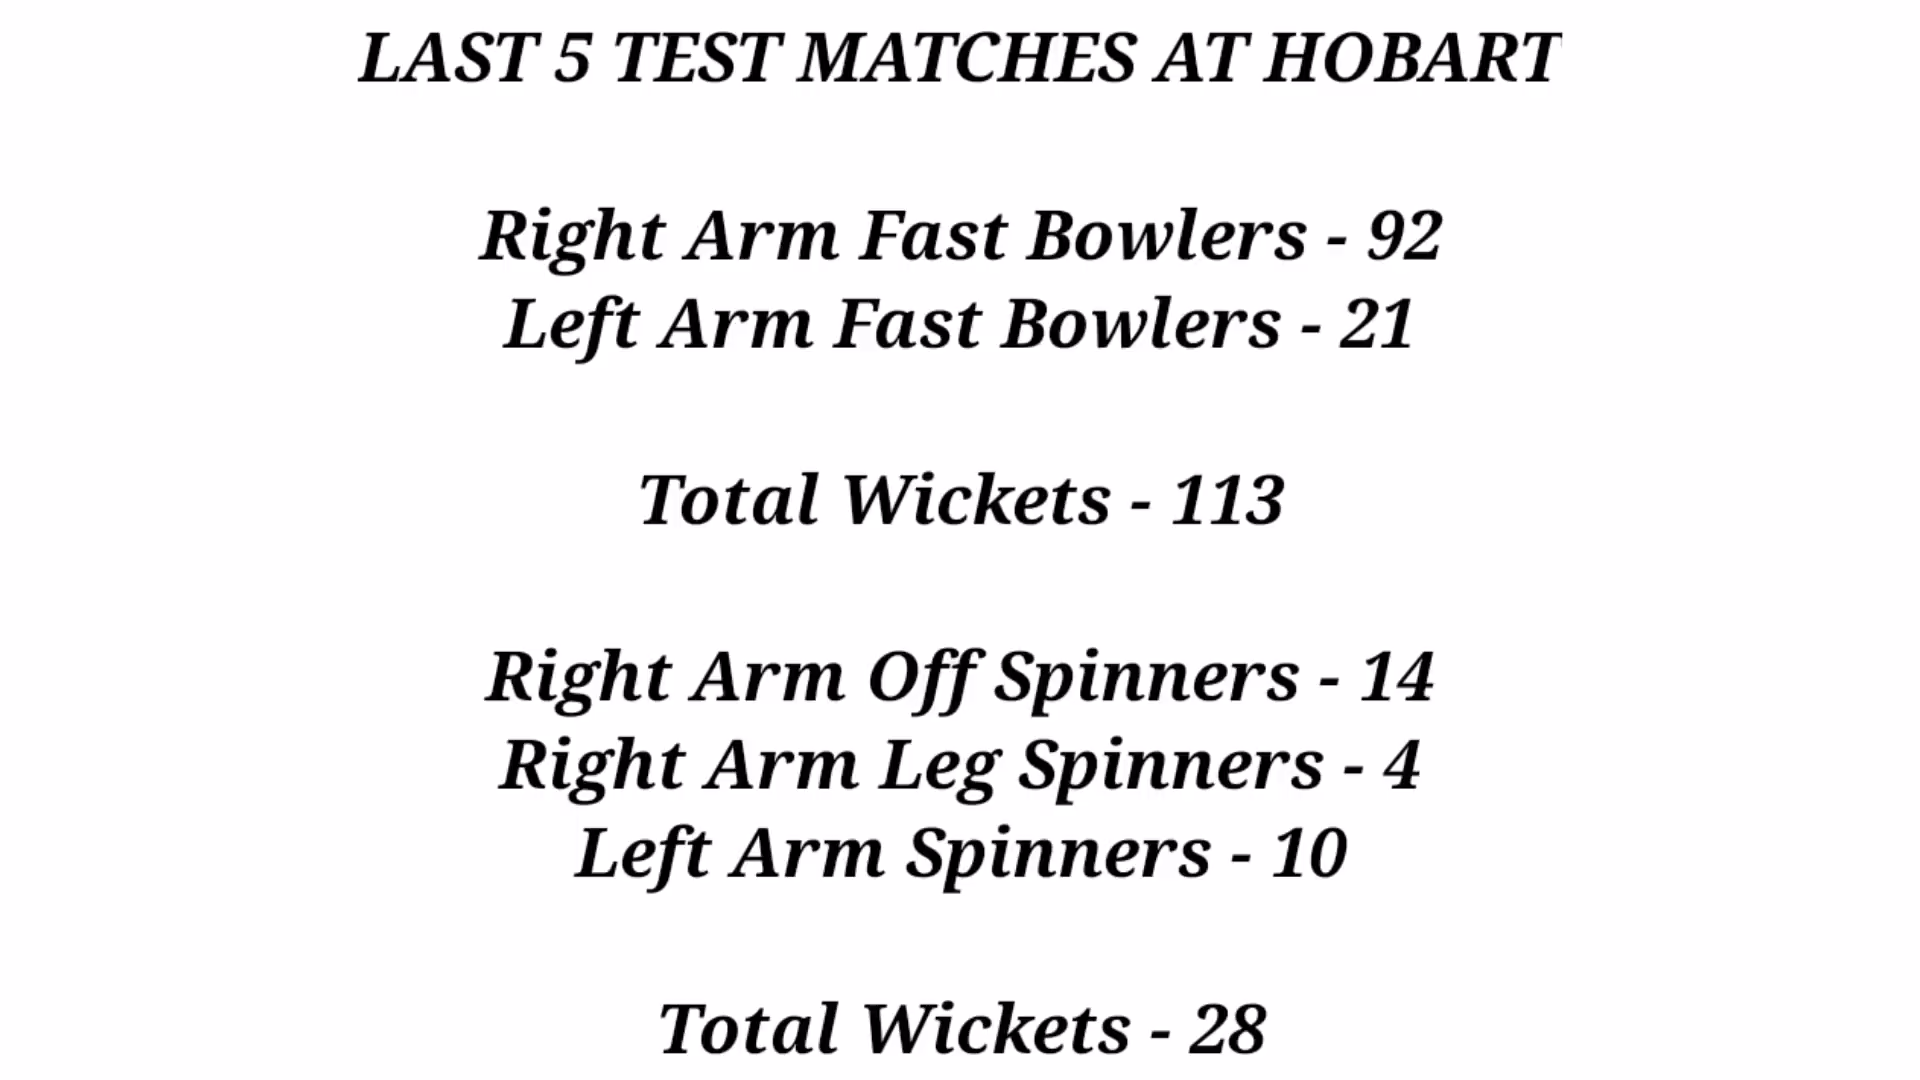 LAST 5 TEST MATCHES AT HOBART
Right Arm Fast Bowlers - 92
Left Arm Fast Bowlers - 21
Total Wickets - 113
Right Arm Off Spinners - 14
Right Arm Leg Spinners - 4
Left Arm Spinners - 10
Total Wickets - 28